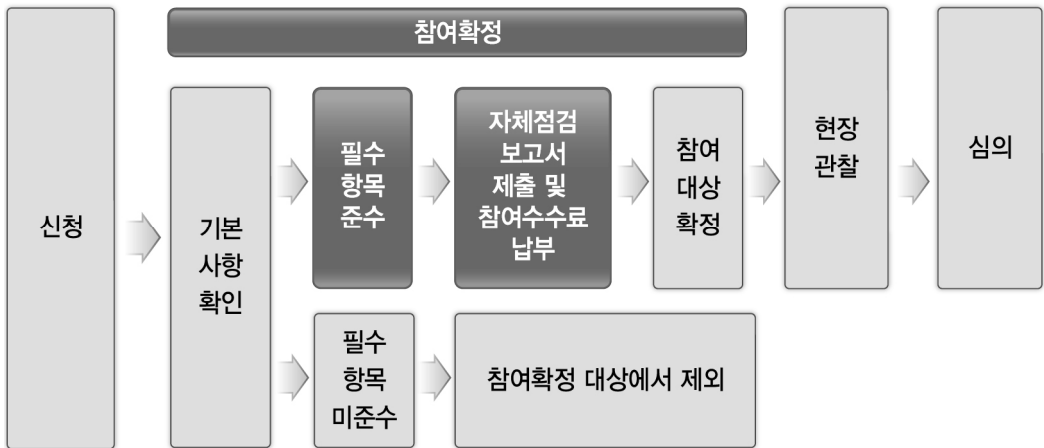 참여확정
신청
기본
사항
확인
필수
항목
준수
자체점검
보고서
제출 및
참여수수료
납부
참여
대상
확정
현장
관찰
심의
필수
항목
미준수
참여확정 대상에서 제외